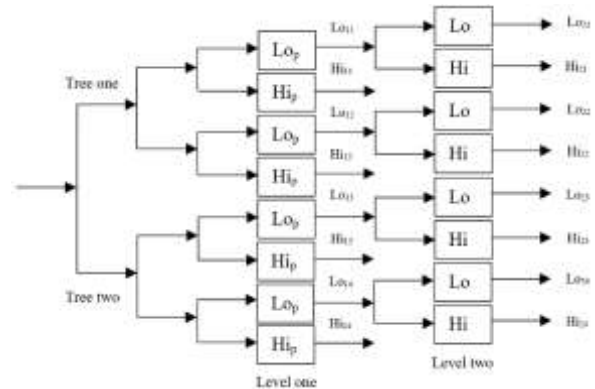 Lo₁₁
Lo_p
Lo
Hi₁₁
Hi
Hi₂₁
Tree one
Hi_p
Lo₁₂
Lo
Lo₂₂
Lo_p
Hi₁₂
Hi
Hi₂₂
Hi_p
Lo₁₃
Lo
Lo₂₃
Lo_p
Hi₁₃
Hi
Hi₂₃
Hi_p
Lo₁₄
Lo
Tree two
Lo_p
Hi₁₄
Hi
Hi₂₄
Hi_p
Level two
Level one